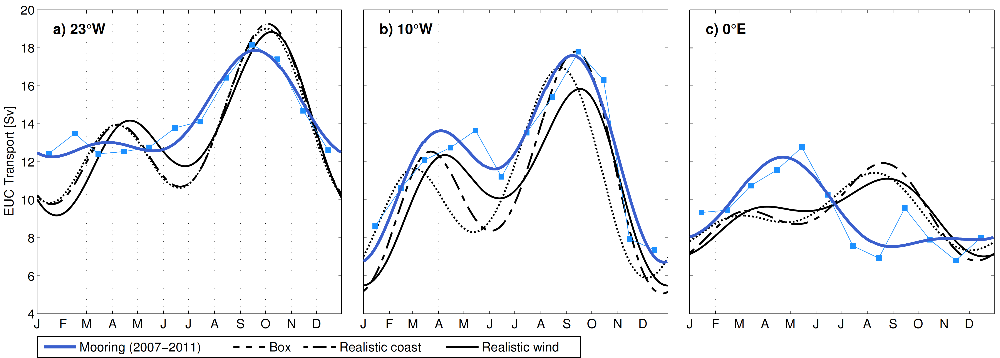 a) 23°W
b) 10°W
c) 0°E
EUC Transport [Sv]
20
18
16
14
12
10
8
6
4
J F M A M J J A S O N D
J F M A M J J A S O N D
J F M A M J J A S O N D
Mooring (2007–2011) Box Realistic coast Realistic wind